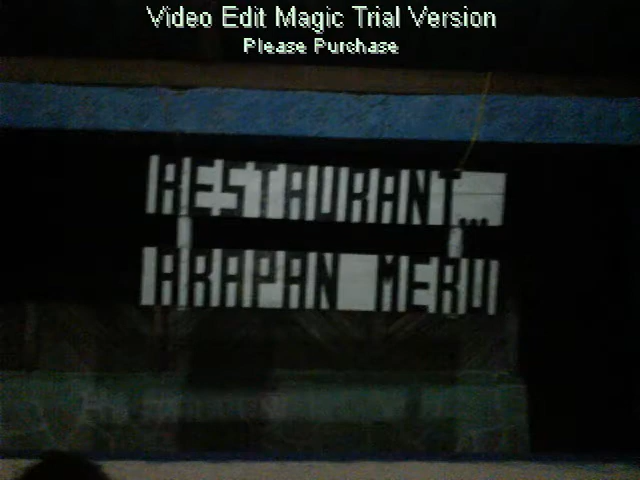 Video Edit Magic Trial Version
Please Purchase
RESTAURANT...
ARAPAN MERU